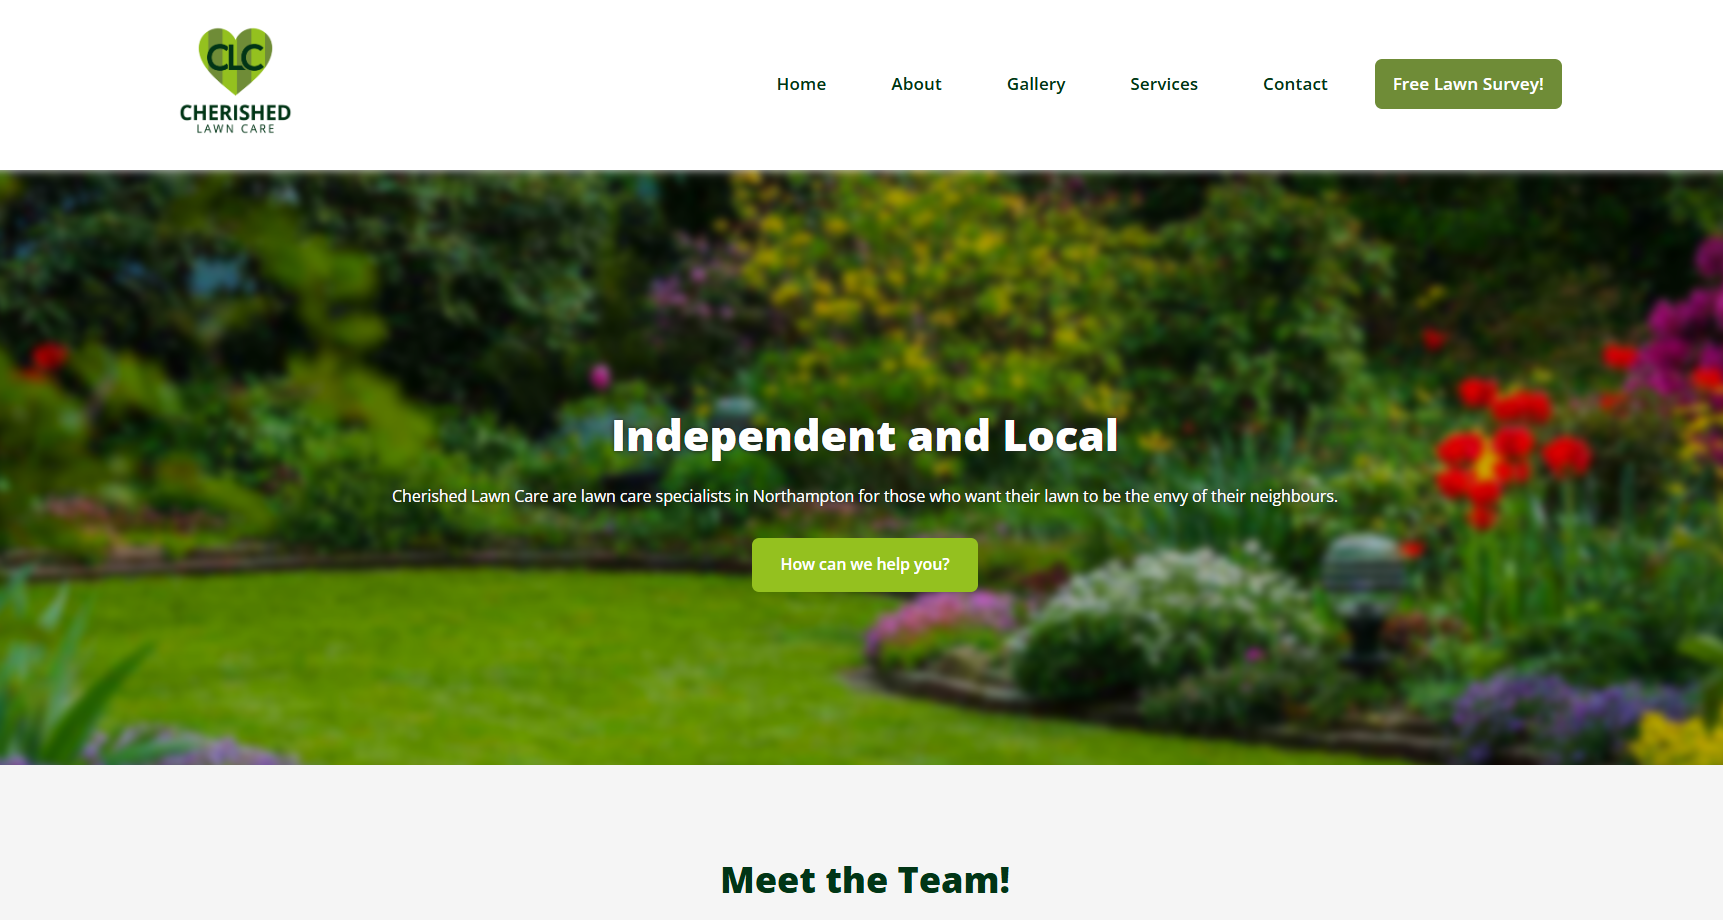 CLC
CHERISHED
LAWN CARE
Home
About
Gallery
Services
Contact
Free Lawn Survey!
Independent and Local
Cherished Lawn Care are lawn care specialists in Northampton for those who want their lawn to be the envy of their neighbours.
How can we help you?
Meet the Team!